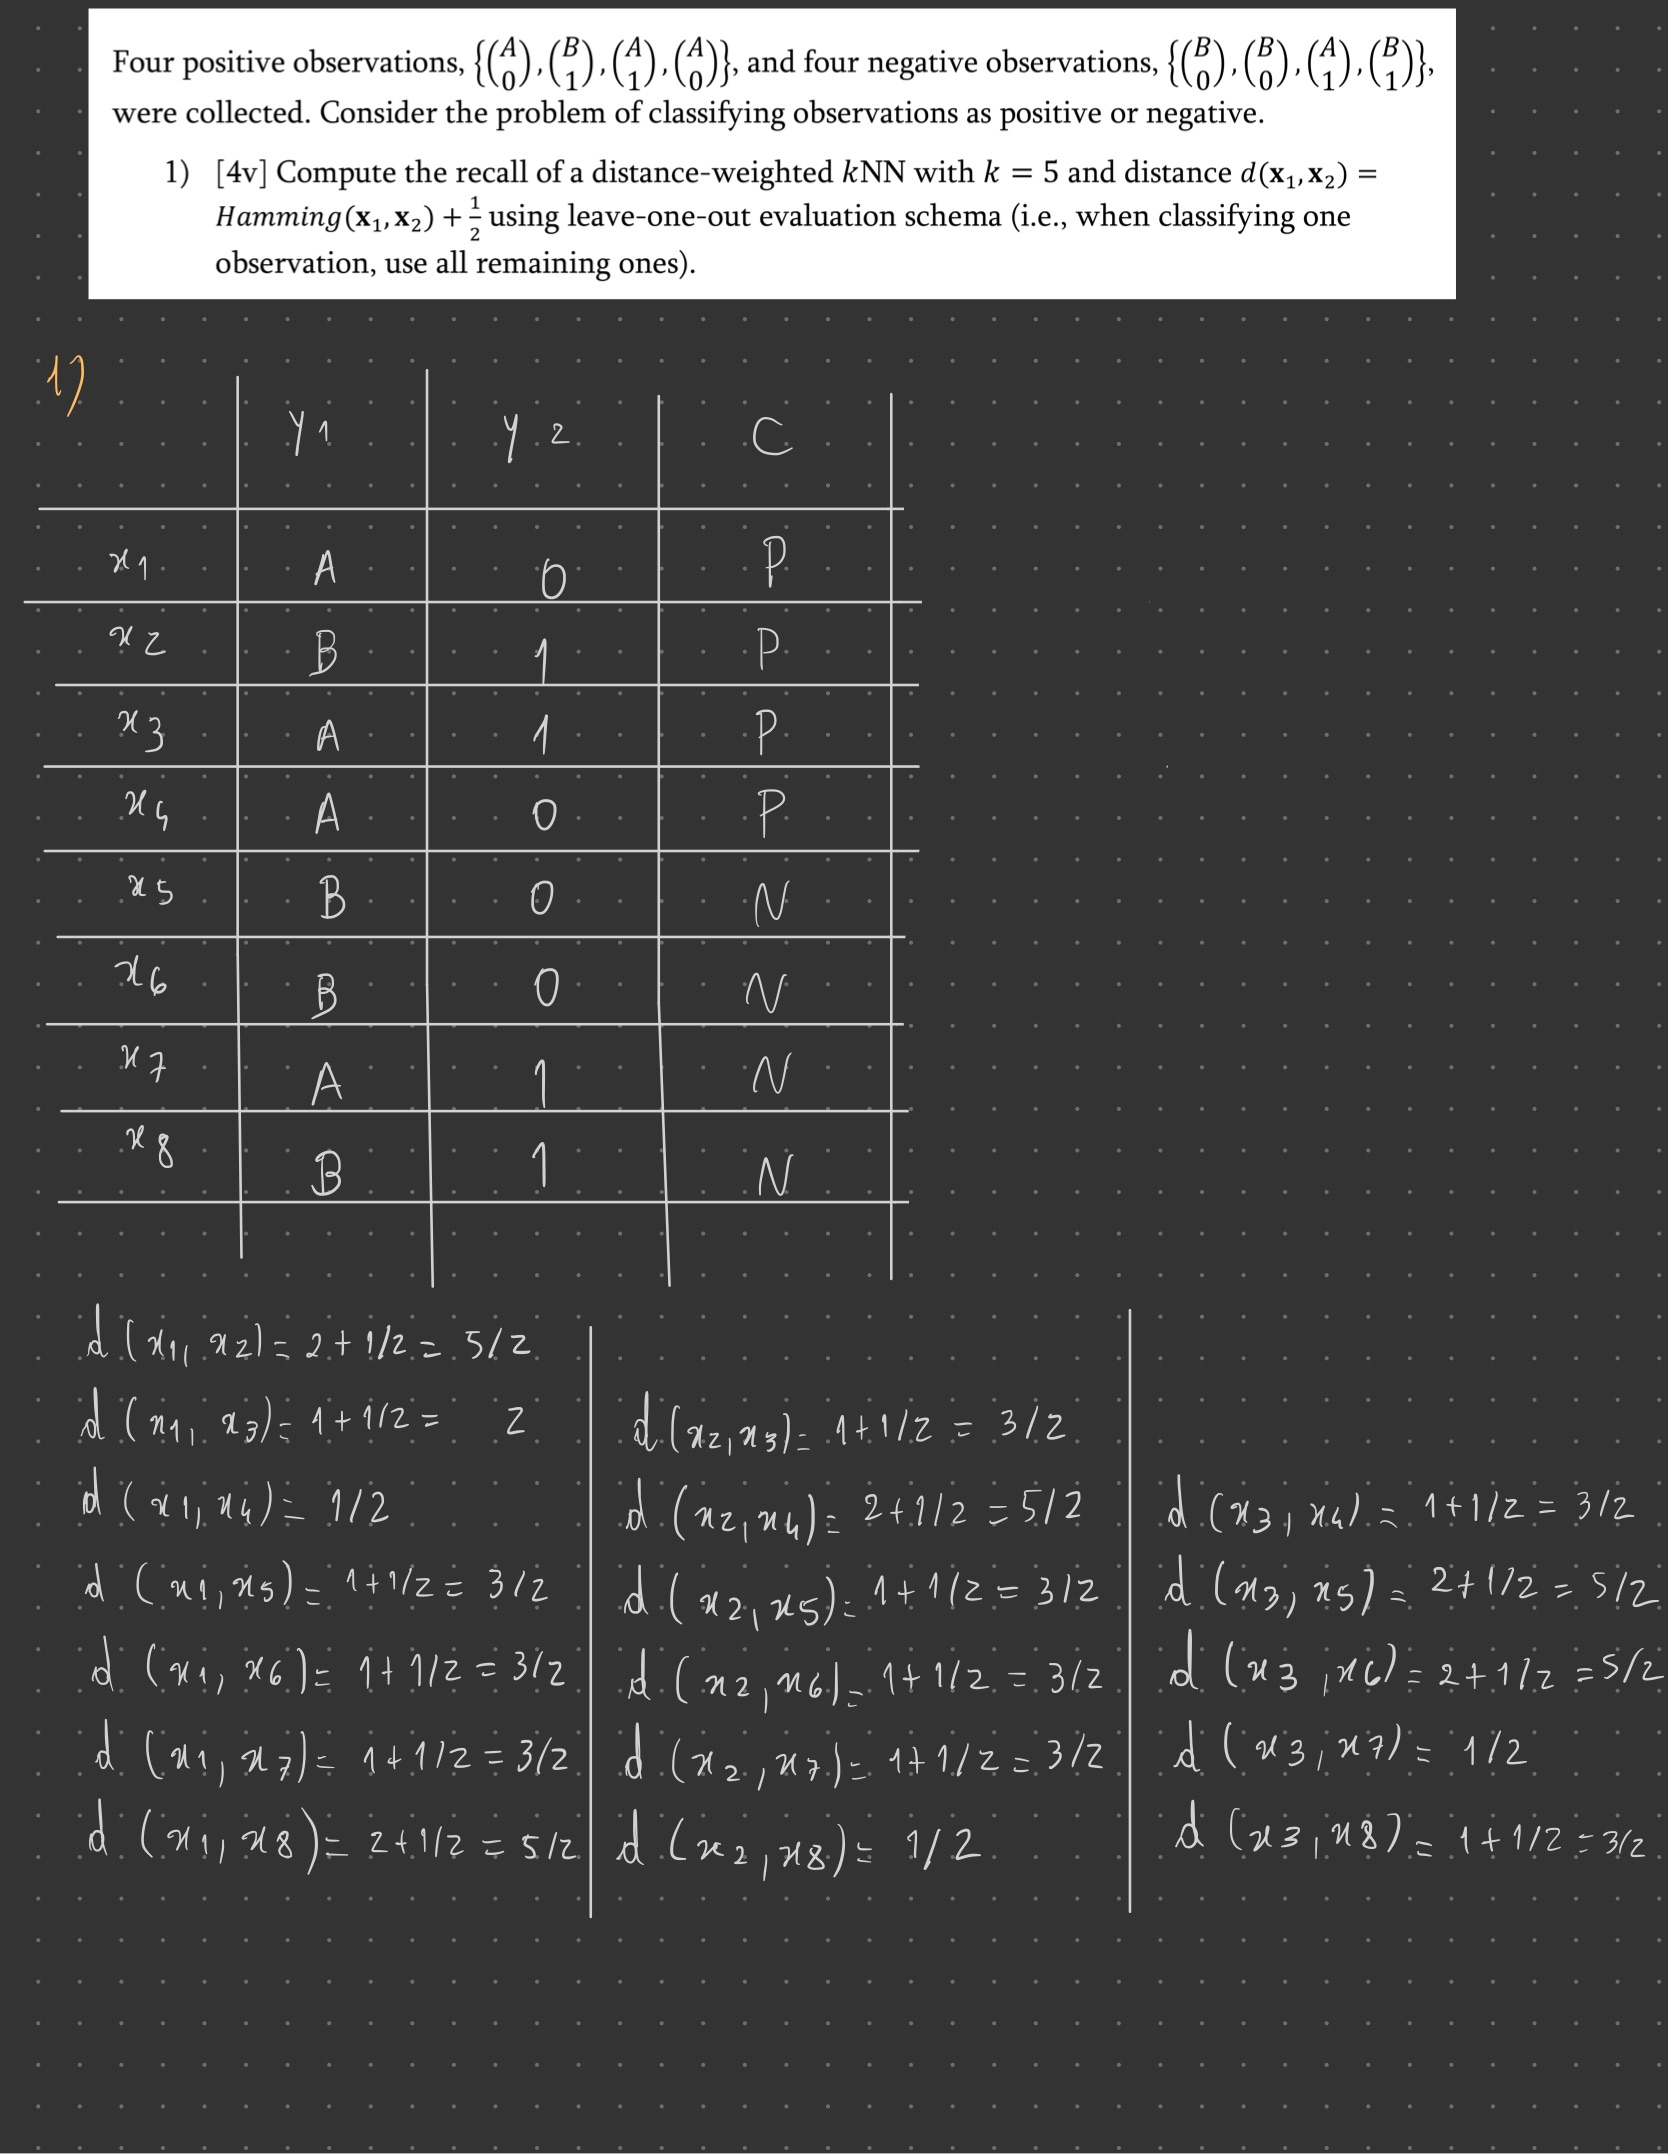 Four positive observations, {(A 0), (B 1), (A 1), (A 0)}, and four negative observations, {(B 0), (B 0), (A 1), (B 1)},
were collected. Consider the problem of classifying observations as positive or negative.
1) [4v] Compute the recall of a distance-weighted kNN with k = 5 and distance d(x₁, x₂) =
Hamming(x₁, x₂) + 1/2 using leave-one-out evaluation schema (i.e., when classifying one
observation, use all remaining ones).
1)
y1 y2 C
x1 A 0 P
x2 B 1 P
x3 A 1 P
x4 A 0 P
x5 B 0 N
x6 B 0 N
x7 A 1 N
x8 B 1 N
d(x1, x2) = 2 + 1/2 = 5/2
d(x1, x3) = 1 + 1/2 = 2
d(x1, x4) = 1/2
d(x1, x5) = 1+1/2 = 3/2
d(x1, x6) = 1+1/2 = 3/2
d(x1, x7) = 1+1/2 = 3/2
d(x1, x8) = 2+1/2 = 5/2
d(x2, x3) = 1+1/2 = 3/2
d(x2, x4) = 2+1/2 = 5/2
d(x2, x5) = 1+1/2 = 3/2
d(x2, x6) = 1+1/2 = 3/2
d(x2, x7) = 1+1/2 = 3/2
d(x2, x8) = 1/2
d(x3, x4) = 1+1/2 = 3/2
d(x3, x5) = 2+1/2 = 5/2
d(x3, x6) = 2+1/2 = 5/2
d(x3, x7) = 1/2
d(x3, x8) = 1+1/2 = 3/2